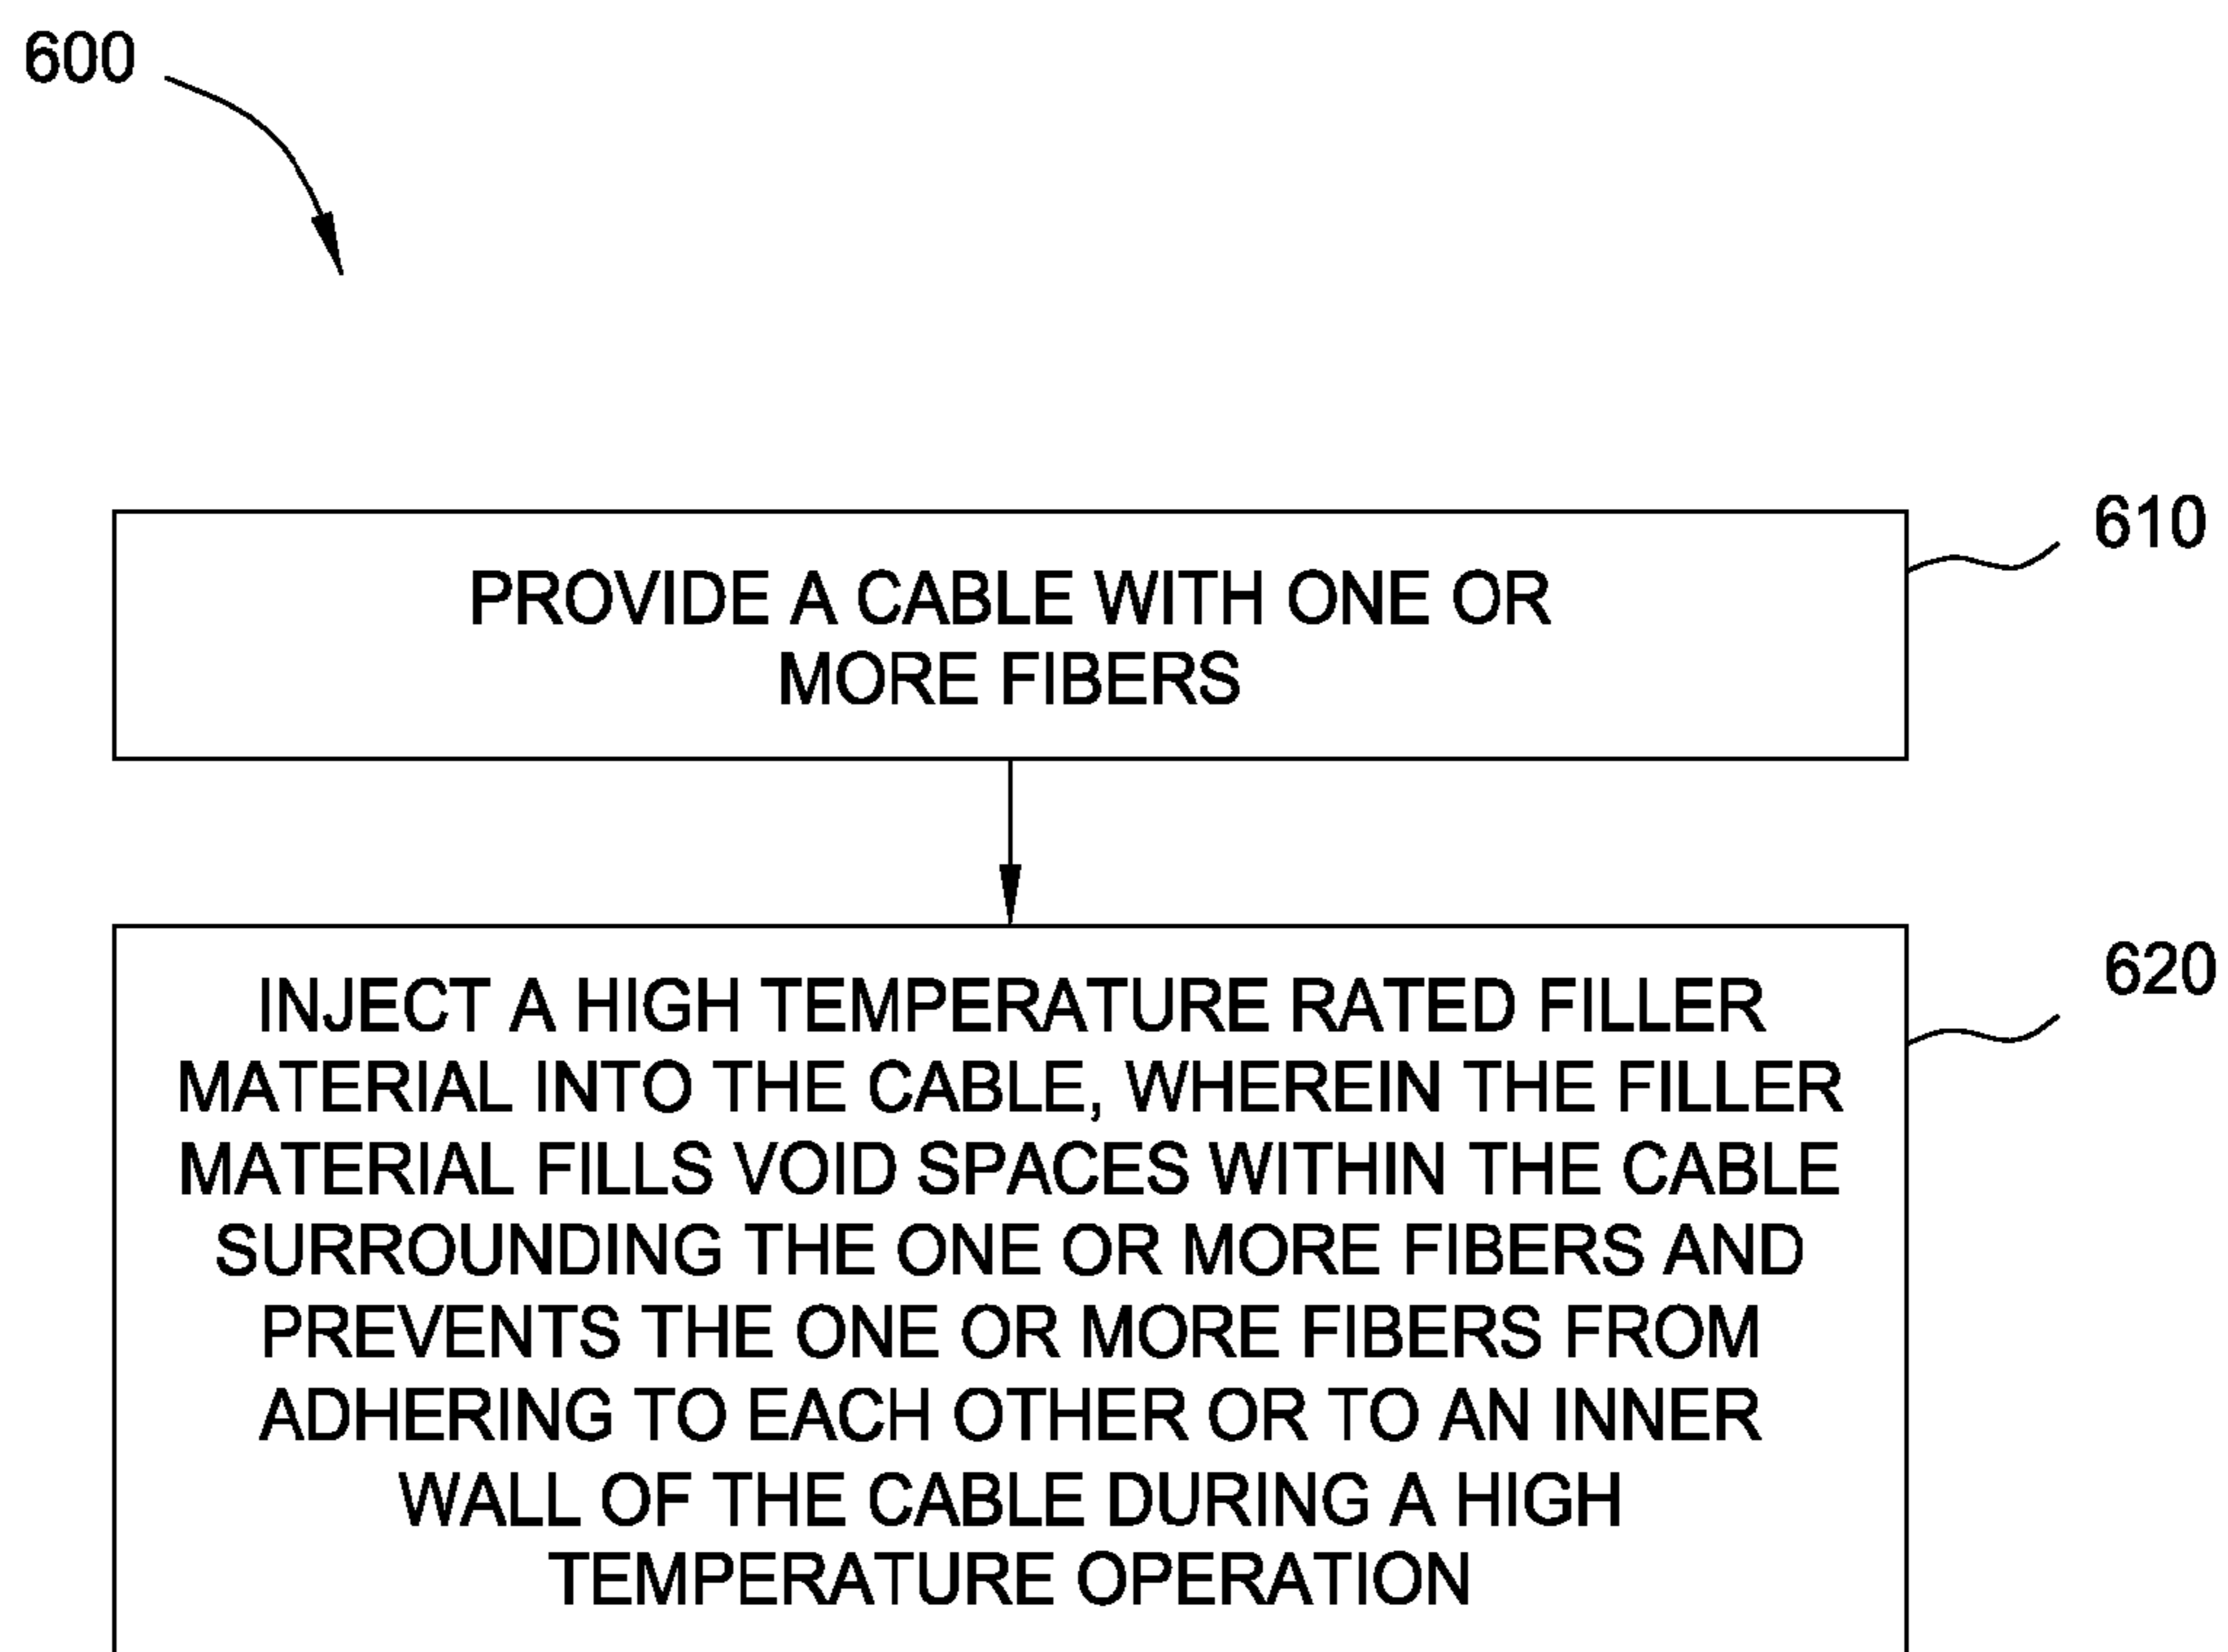 600
610
PROVIDE A CABLE WITH ONE OR
MORE FIBERS
620
INJECT A HIGH TEMPERATURE RATED FILLER
MATERIAL INTO THE CABLE, WHEREIN THE FILLER
MATERIAL FILLS VOID SPACES WITHIN THE CABLE
SURROUNDING THE ONE OR MORE FIBERS AND
PREVENTS THE ONE OR MORE FIBERS FROM
ADHERING TO EACH OTHER OR TO AN INNER
WALL OF THE CABLE DURING A HIGH
TEMPERATURE OPERATION